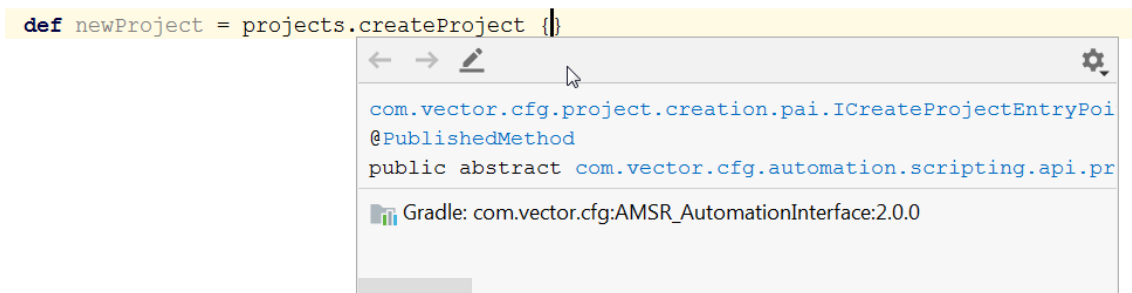 def newProject = projects.createProject {}
com.vector.cfg.project.creation.pai.ICreateProjectEntryPoi
@PublishedMethod
public abstract com.vector.cfg.automation.scripting.api.pr
Gradle: com.vector.cfg:AMSR_AutomationInterface:2.0.0